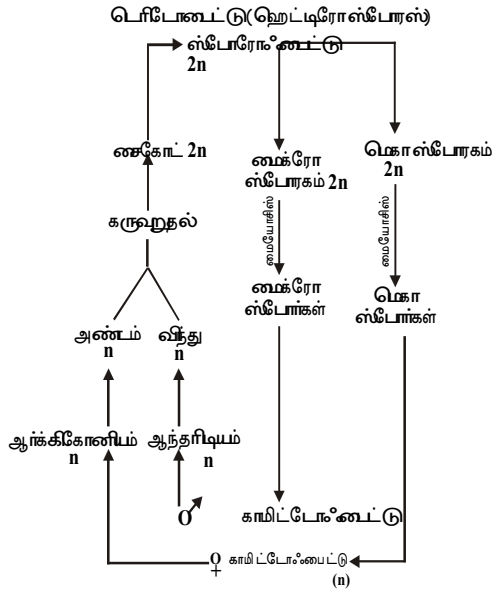 டெரிடோபைட்டு(ஹெட்டிரோஸ்போரஸ்)
ஸ்போரோஃபைட்டு
2n
சைகோட் 2n
மைக்ரோ
ஸ்போரகம் 2n
மெகாஸ்போரகம்
2n
கருவுறுதல்
மையோசிஸ்
மையோசிஸ்
மைக்ரோ
ஸ்போர்கள்
மெகா
ஸ்போர்கள்
அண்டம்
n
விந்து
n
ஆர்க்கிகோனியம்
n
ஆந்தரிடியம்
n
காமிட்டோஃபைட்டு
காமிட்டோஃபைட்டு
(n)